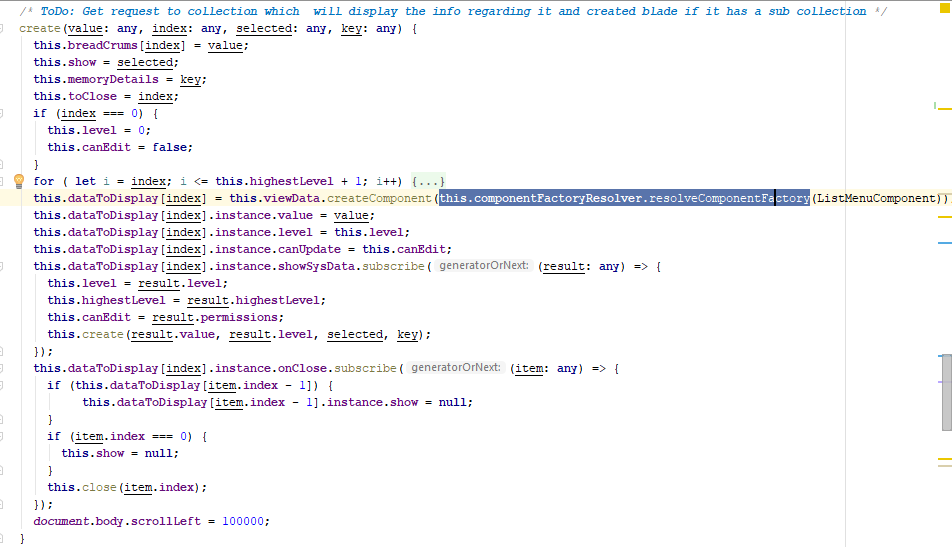 /* ToDo: Get request to collection which  will display the info regarding it and created blade if it has a sub collection */
create(value: any, index: any, selected: any, key: any) {
  this.breadCrums[index] = value;
  this.show = selected;
  this.memoryDetails = key;
  this.toClose = index;
  if (index === 0) {
    this.level = 0;
    this.canEdit = false;
  }
  for ( let i = index; i <= this.highestLevel + 1; i++) {...}
  this.dataToDisplay[index] = this.viewData.createComponent(this.componentFactoryResolver.resolveComponentFactory(ListMenuComponent))
  this.dataToDisplay[index].instance.value = value;
  this.dataToDisplay[index].instance.level = this.level;
  this.dataToDisplay[index].instance.canUpdate = this.canEdit;
  this.dataToDisplay[index].instance.showSysData.subscribe( generatorOrNext: (result: any) => {
    this.level = result.level;
    this.highestLevel = result.highestLevel;
    this.canEdit = result.permissions;
    this.create(result.value, result.level, selected, key);
  });
  this.dataToDisplay[index].instance.onClose.subscribe( generatorOrNext: (item: any) => {
    if (this.dataToDisplay[item.index - 1]) {
         this.dataToDisplay[item.index - 1].instance.show = null;
    }
    if (item.index === 0) {
      this.show = null;
    }
    this.close(item.index);
  });
  document.body.scrollLeft = 100000;
}